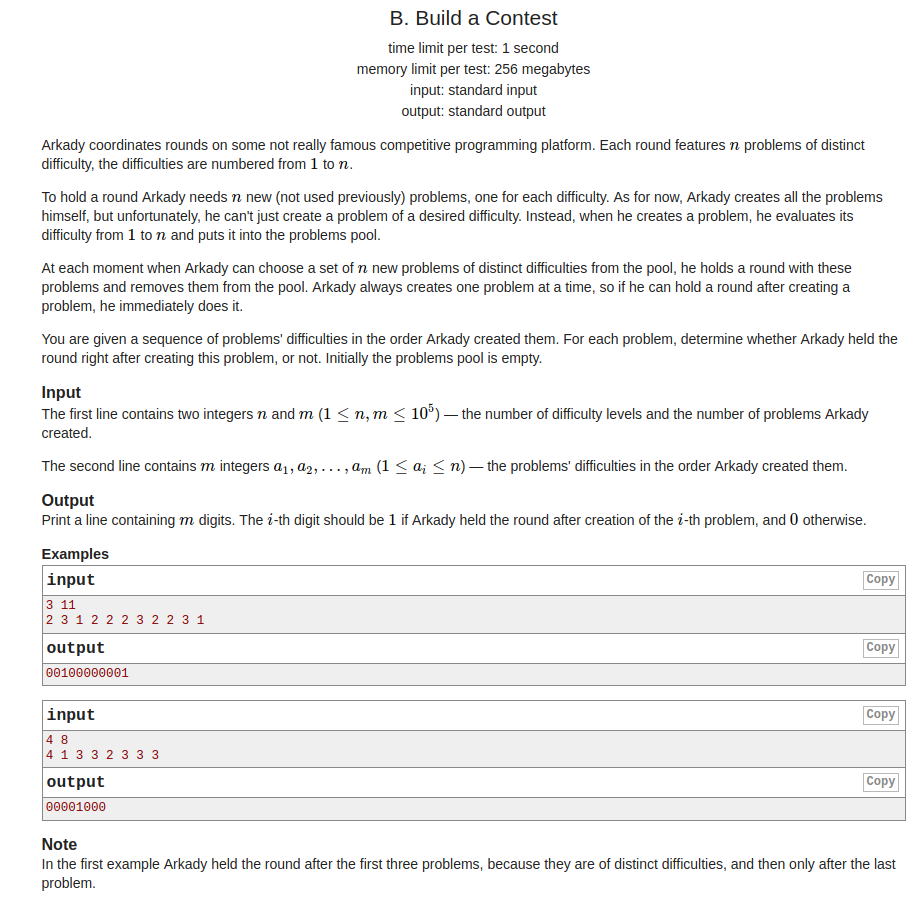 B. Build a Contest
time limit per test: 1 second
memory limit per test: 256 megabytes
input: standard input
output: standard output
Arkady coordinates rounds on some not really famous competitive programming platform. Each round features n problems of distinct
difficulty, the difficulties are numbered from 1 to n.
To hold a round Arkady needs n new (not used previously) problems, one for each difficulty. As for now, Arkady creates all the problems
himself, but unfortunately, he can't just create a problem of a desired difficulty. Instead, when he creates a problem, he evaluates its
difficulty from 1 to n and puts it into the problems pool.
At each moment when Arkady can choose a set of n new problems of distinct difficulties from the pool, he holds a round with these
problems and removes them from the pool. Arkady always creates one problem at a time, so if he can hold a round after creating a
problem, he immediately does it.
You are given a sequence of problems' difficulties in the order Arkady created them. For each problem, determine whether Arkady held the
round right after creating this problem, or not. Initially the problems pool is empty.
Input
The first line contains two integers n and m (1 ≤ n, m ≤ 10⁵) — the number of difficulty levels and the number of problems Arkady
created.
The second line contains m integers a₁, a₂, . . . , aₘ (1 ≤ aᵢ ≤ n) — the problems' difficulties in the order Arkady created them.
Output
Print a line containing m digits. The i-th digit should be 1 if Arkady held the round after creation of the i-th problem, and 0 otherwise.
Examples
input
Copy
3 11
2 3 1 2 2 2 3 2 2 3 1
output
Copy
00100000001
input
Copy
4 8
4 1 3 3 2 3 3 3
output
Copy
00001000
Note
In the first example Arkady held the round after the first three problems, because they are of distinct difficulties, and then only after the last
problem.